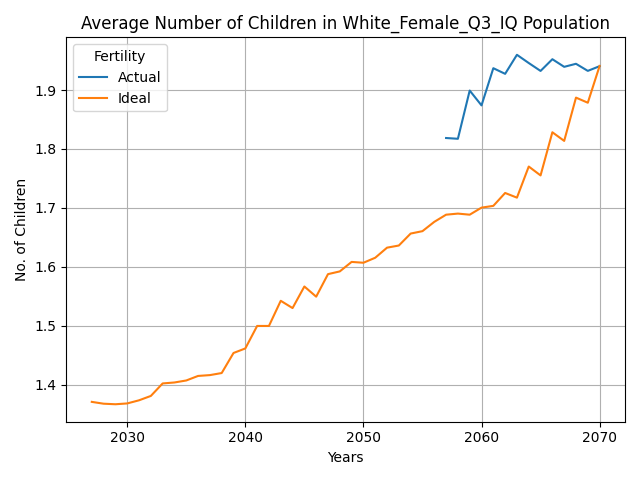 Average Number of Children in White_Female_Q3_IQ Population
Fertility
Actual
Ideal
No. of Children
1.9
1.8
1.7
1.6
1.5
1.4
2030 2040 2050 2060 2070
Years